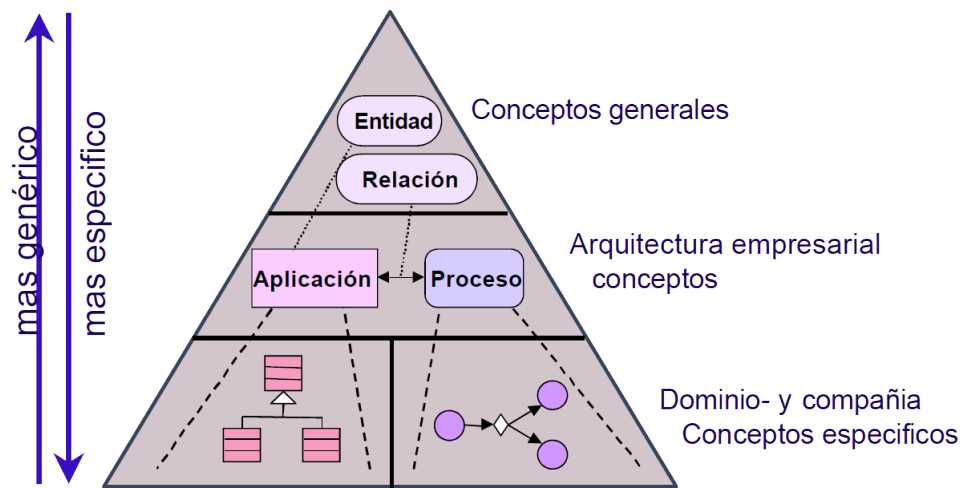 mas genérico
mas especifico
Entidad
Conceptos generales
Relación
Arquitectura empresarial
conceptos
Aplicación
Proceso
Dominio- y compañia
Conceptos especificos